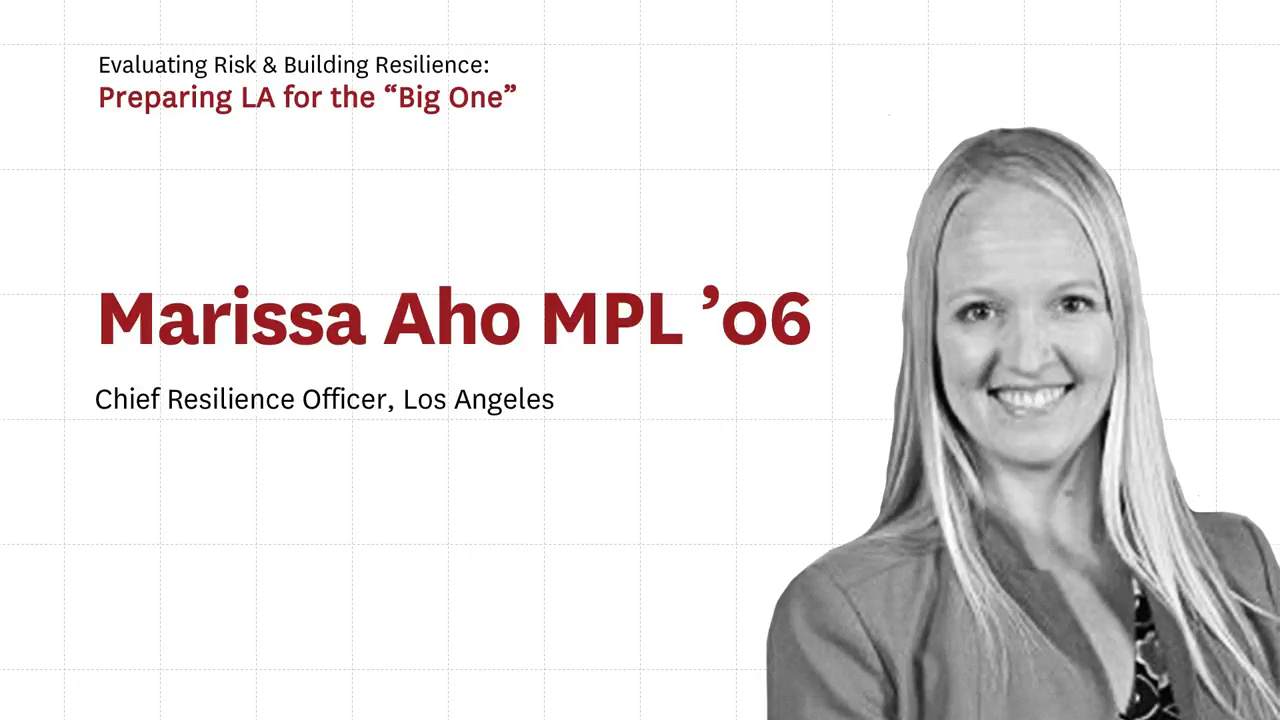 Evaluating Risk & Building Resilience:
Preparing LA for the “Big One”
Marissa Aho MPL ’06
Chief Resilience Officer, Los Angeles